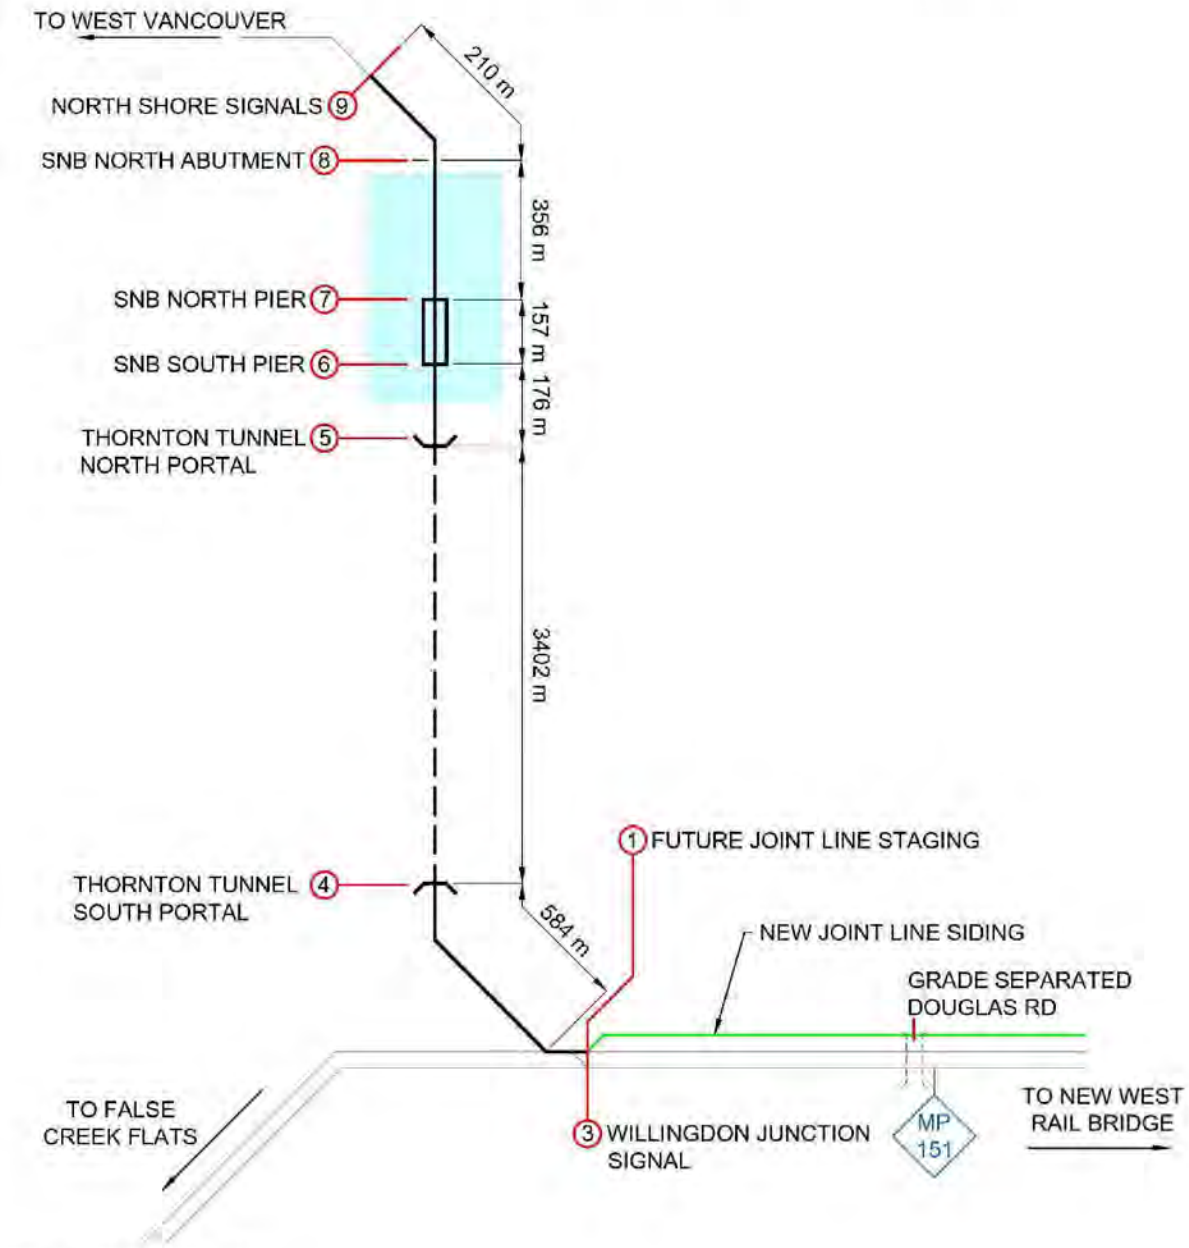 TO WEST VANCOUVER
210 m
NORTH SHORE SIGNALS 9
SNB NORTH ABUTMENT 8
356 m
SNB NORTH PIER 7
157 m
SNB SOUTH PIER 6
176 m
THORNTON TUNNEL 5
NORTH PORTAL
3402 m
1 FUTURE JOINT LINE STAGING
THORNTON TUNNEL 4
SOUTH PORTAL
584 m
NEW JOINT LINE SIDING
GRADE SEPARATED
DOUGLAS RD
TO FALSE
CREEK FLATS
3 WILLINGDON JUNCTION
SIGNAL
MP
151
TO NEW WEST
RAIL BRIDGE